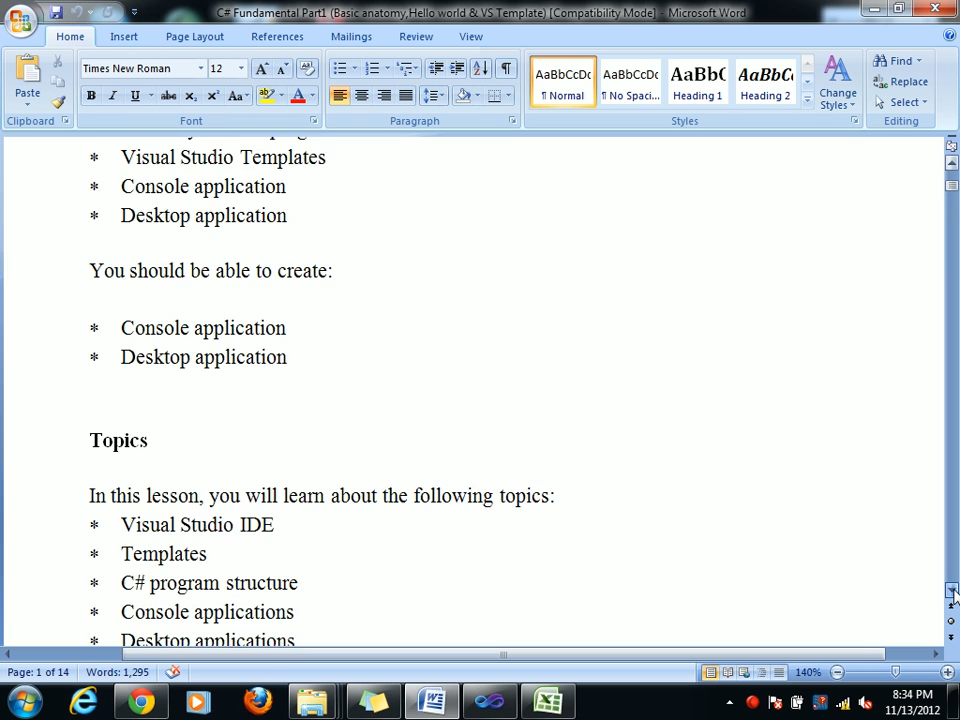 C# Fundamental Part1 (Basic anatomy,Hello world & VS Template) [Compatibility Mode] - Microsoft Word
Home Insert Page Layout References Mailings Review View
Paste
Times New Roman 12
B I U abe X₂ X² Aa
AaBbCcDc AaBbCcDc AaBbC AaBbCc
¶ Normal ¶ No Spaci... Heading 1 Heading 2
Change Styles
Find
Replace
Select
Clipboard Font Paragraph Styles Editing
* Visual Studio Templates
* Console application
* Desktop application
You should be able to create:
* Console application
* Desktop application
Topics
In this lesson, you will learn about the following topics:
* Visual Studio IDE
* Templates
* C# program structure
* Console applications
* Desktop applications
Page: 1 of 14 Words: 1,295 140%
8:34 PM
11/13/2012